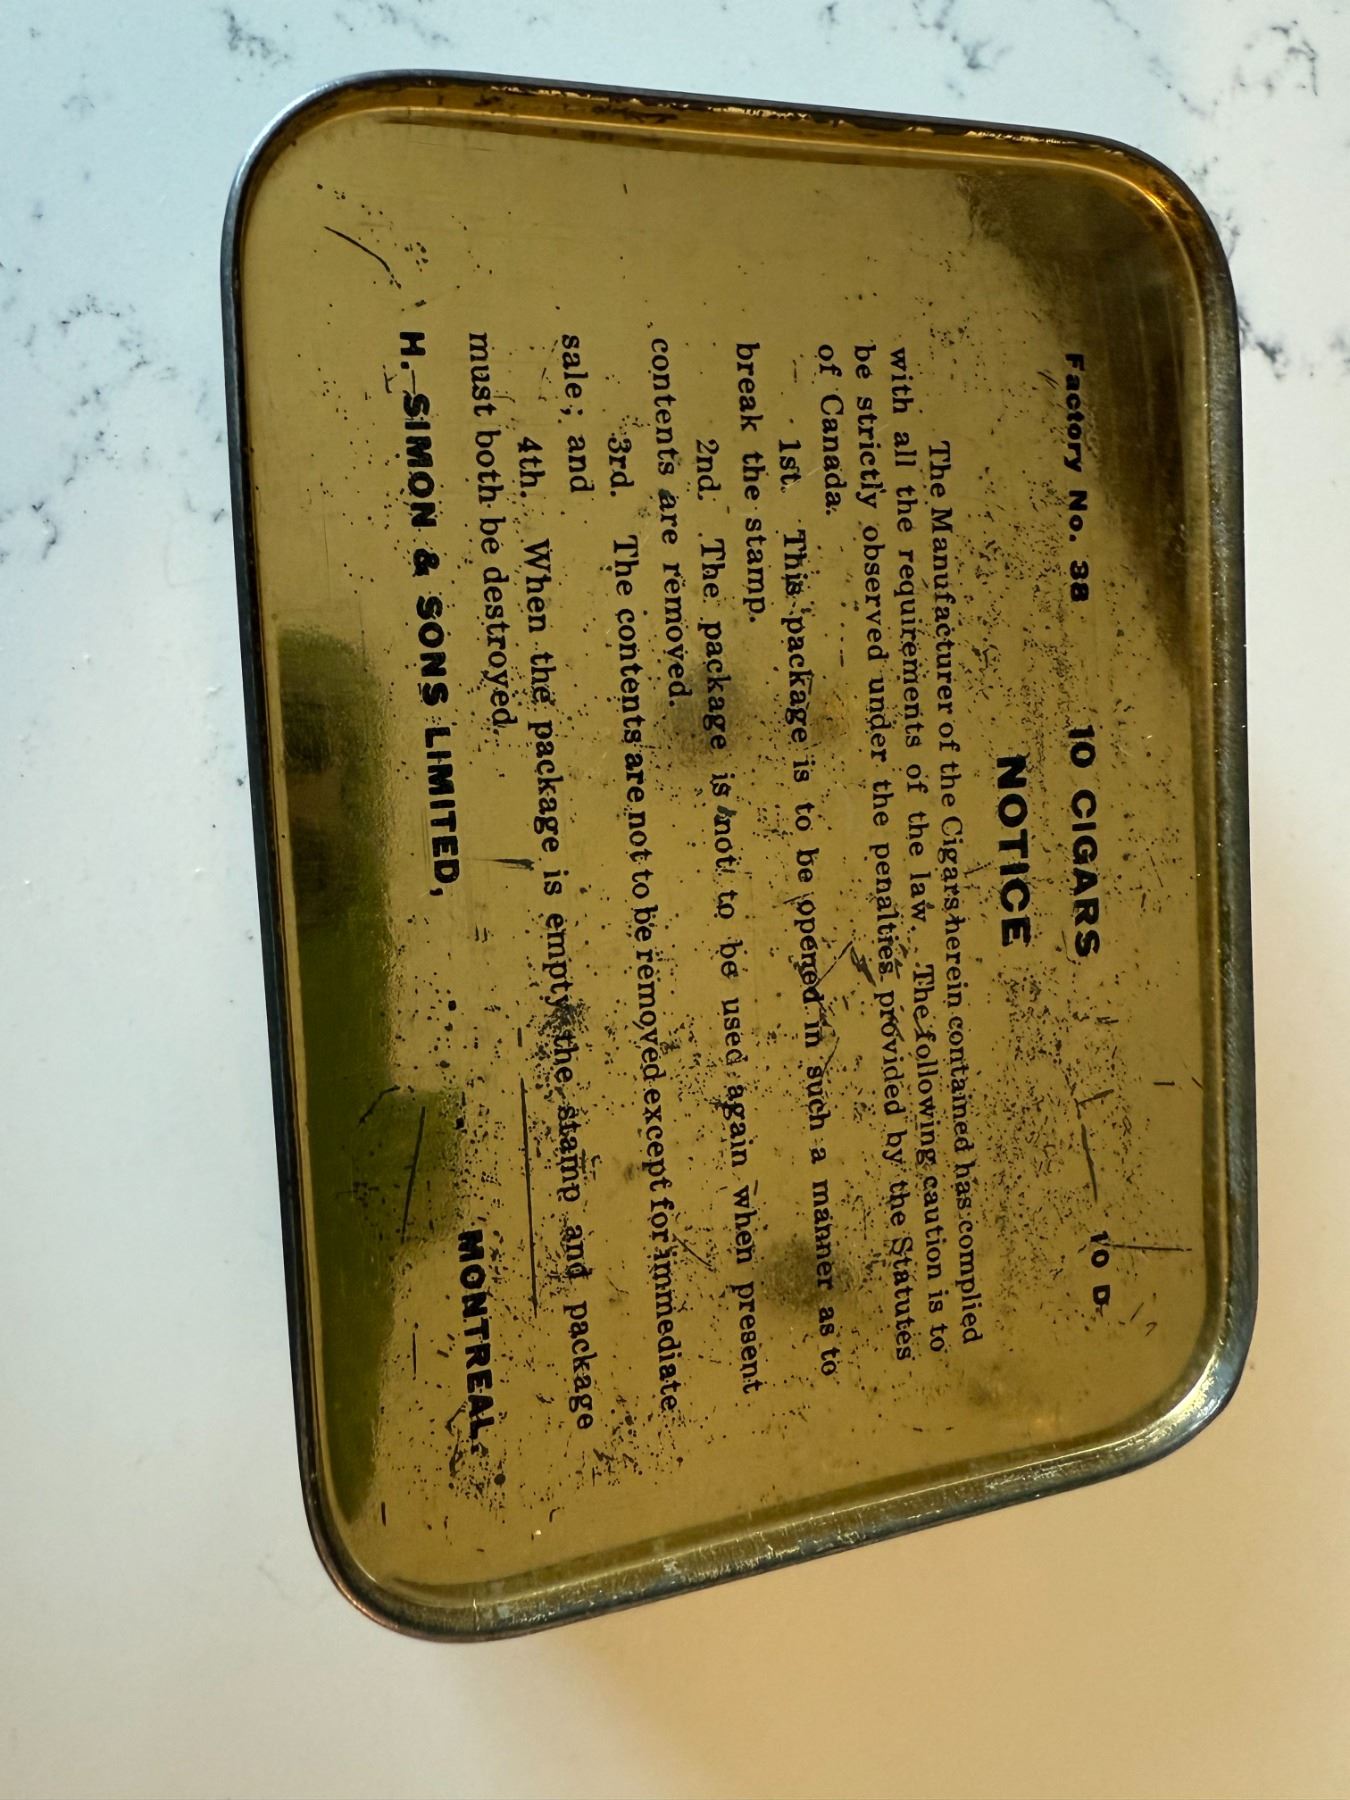 Factory No. 38 10 CIGARS 10 D.
NOTICE
The Manufacturer of the Cigars herein contained has complied
with all the requirements of the law. The following caution is to
be strictly observed under the penalties provided by the Statutes
of Canada.
1st. This package is to be opened in such a manner as to
break the stamp.
2nd. The package is not to be used again when present
contents are removed.
3rd. The contents are not to be removed except for immediate
sale; and
4th. When the package is empty the stamp and package
must both be destroyed.
H. SIMON & SONS LIMITED,
MONTREAL.